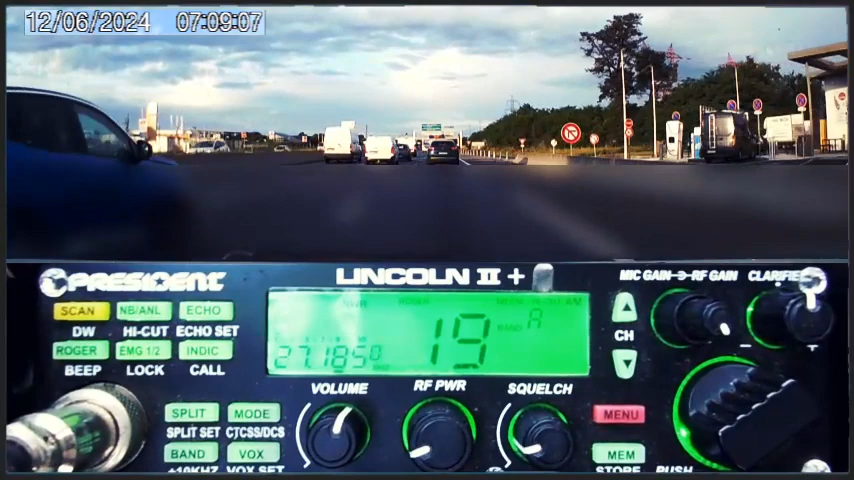 12/06/2024 07:09:07
PRESIDENT LINCOLN II + MIC GAIN RF GAIN CLARIFIER
SCAN NB/ANL ECHO
DW HI-CUT ECHO SET
ROGER EMG 1/2 INDIC
BEEP LOCK CALL
19 BAND A
27.1850
CH
VOLUME RF PWR SQUELCH
SPLIT MODE MENU
SPLIT SET CTCSS/DCS
BAND VOX MEM
+10KHZ VOX SET STORE PUSH